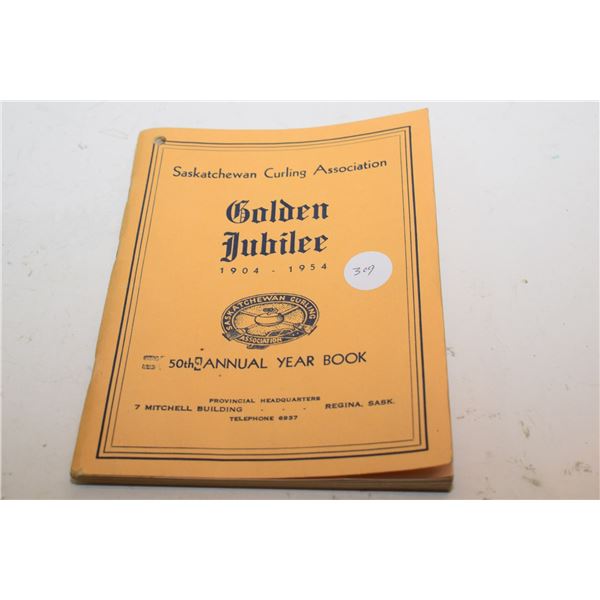 Saskatchewan Curling Association
Golden
Jubilee
1904 - 1954
309
SASKATCHEWAN CURLING
ASSOCIATION
50th ANNUAL YEAR BOOK
PROVINCIAL HEADQUARTERS
7 MITCHELL BUILDING . . . . REGINA, SASK.
TELEPHONE 6937